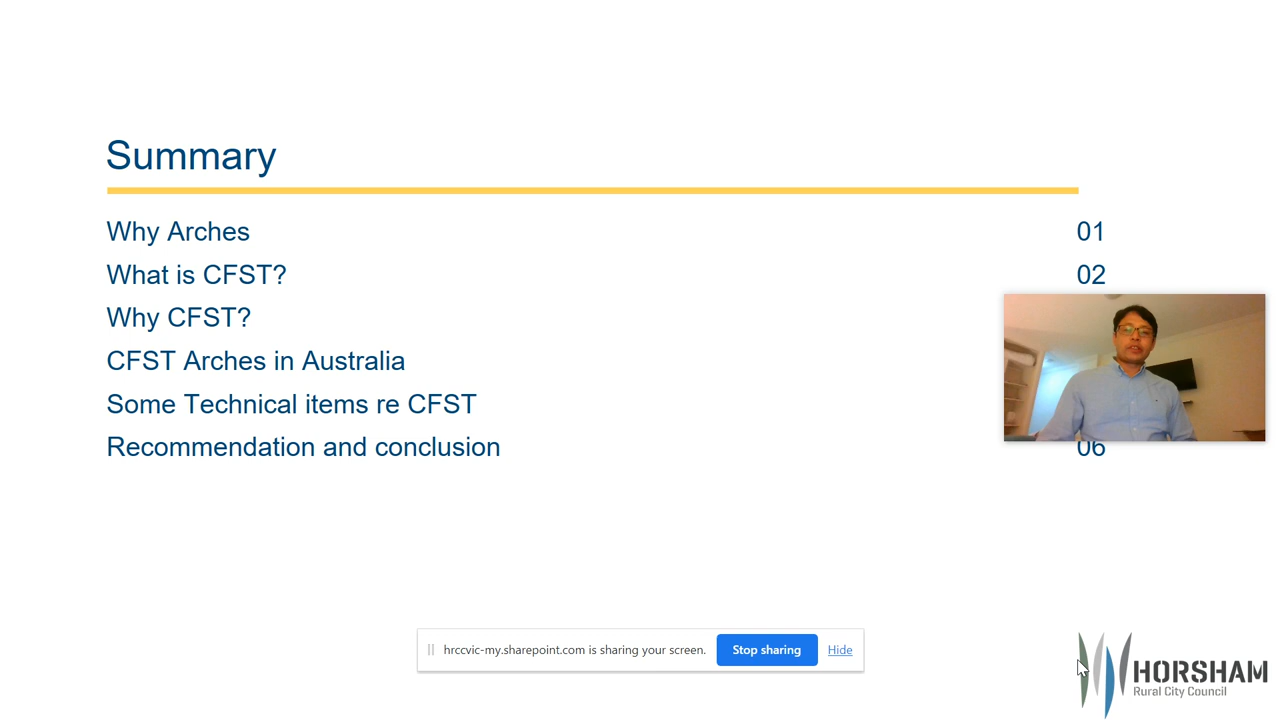 Summary
Why Arches 01
What is CFST? 02
Why CFST?
CFST Arches in Australia
Some Technical items re CFST
Recommendation and conclusion 06
hrccvic-my.sharepoint.com is sharing your screen. Stop sharing Hide
HORSHAM
Rural City Council